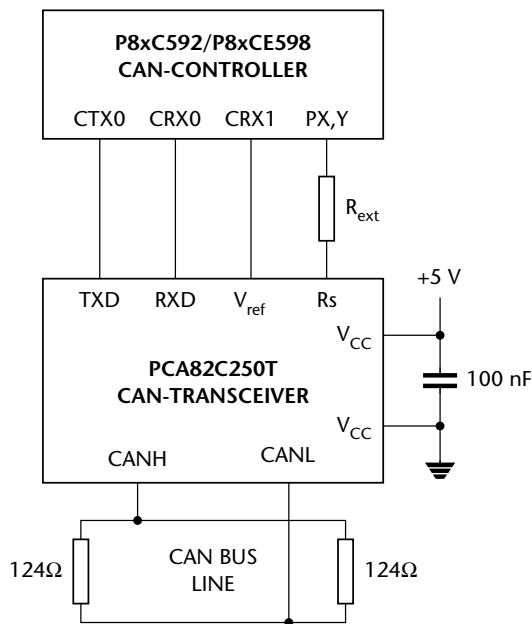 P8xC592/P8xCE598
CAN-CONTROLLER
CTX0 CRX0 CRX1 PX,Y
R_ext
TXD RXD V_ref Rs
+5 V
V_CC
PCA82C250T
CAN-TRANSCEIVER
100 nF
V_CC
CANH CANL
124Ω CAN BUS 124Ω
LINE